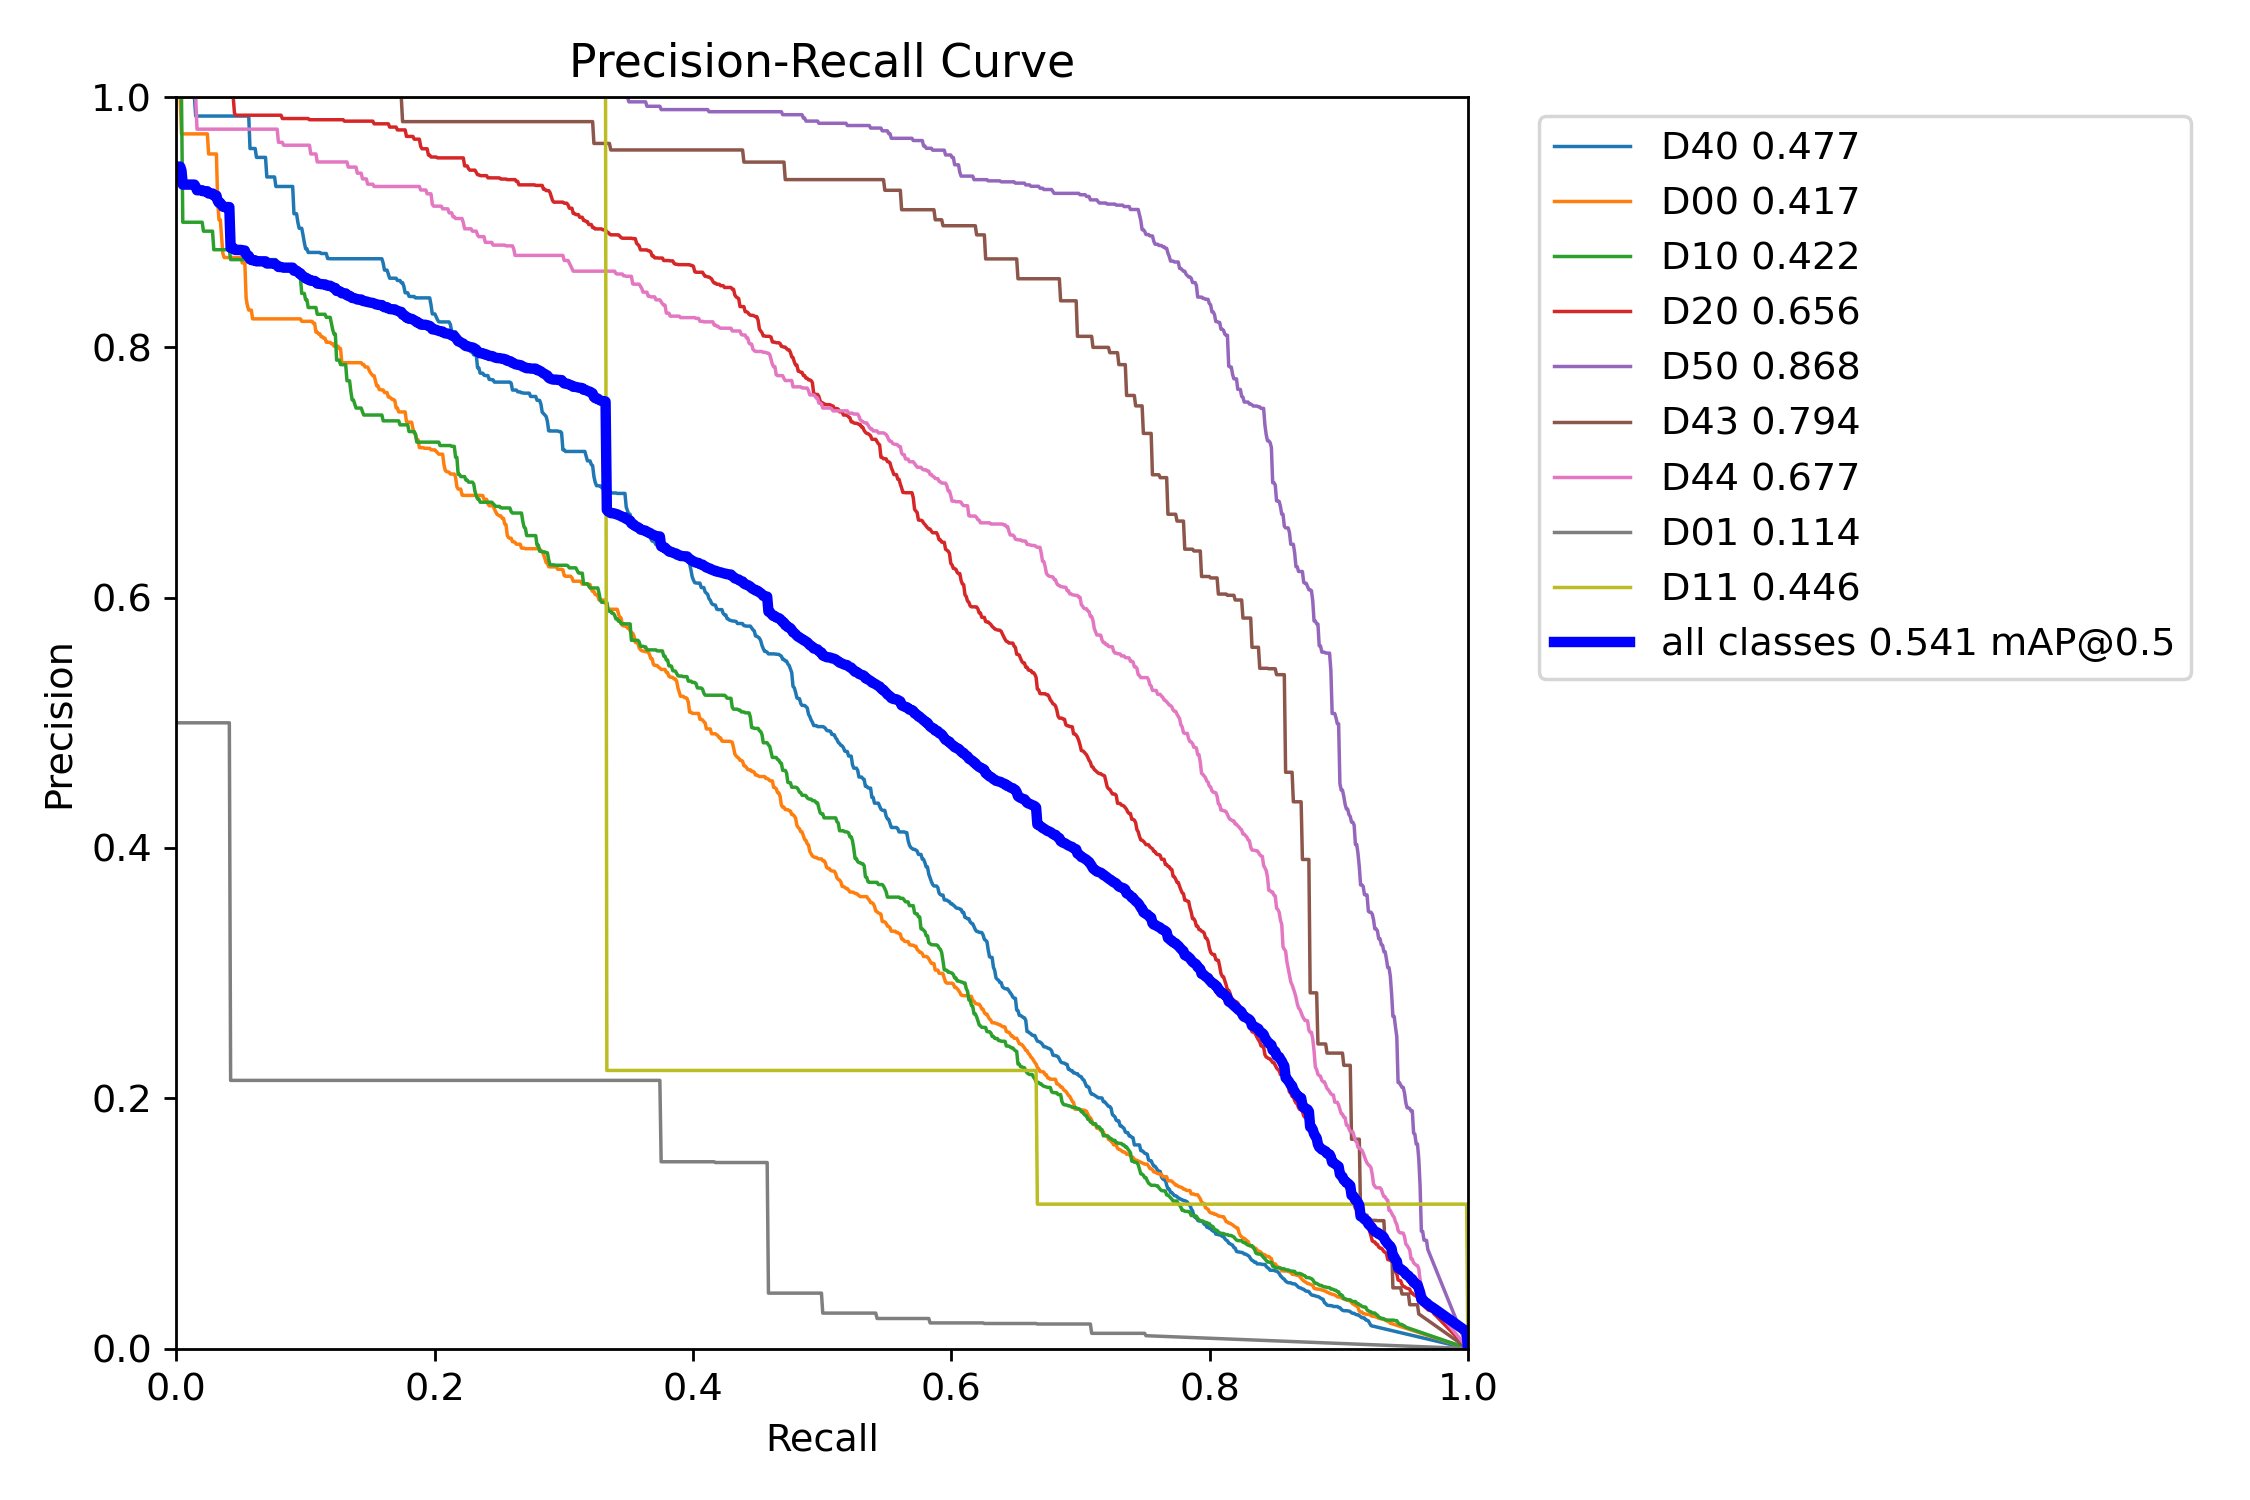 Precision-Recall Curve
1.0
0.8
0.6
0.4
0.2
0.0
Precision
0.0 0.2 0.4 0.6 0.8 1.0
Recall
D40 0.477
D00 0.417
D10 0.422
D20 0.656
D50 0.868
D43 0.794
D44 0.677
D01 0.114
D11 0.446
all classes 0.541 mAP@0.5